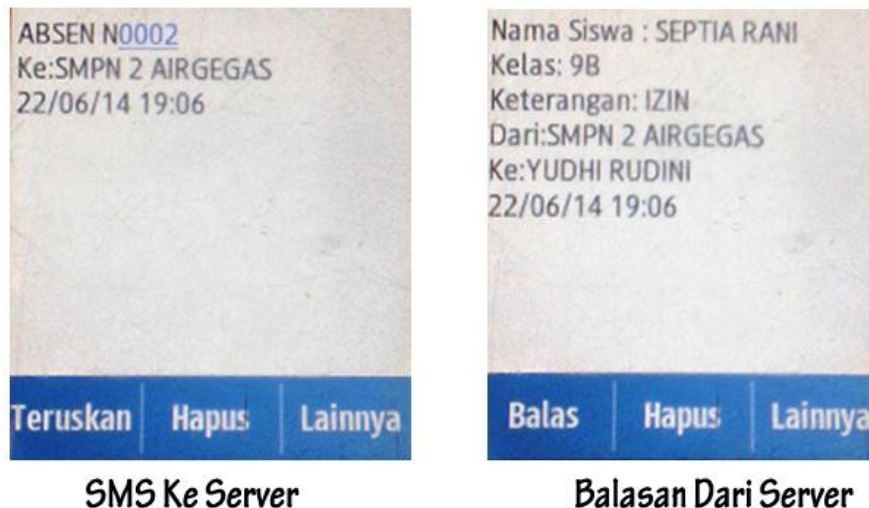 ABSEN N0002
Ke:SMPN 2 AIRGEGAS
22/06/14 19:06
Teruskan Hapus Lainnya
SMS Ke Server
Nama Siswa : SEPTIA RANI
Kelas: 9B
Keterangan: IZIN
Dari:SMPN 2 AIRGEGAS
Ke:YUDHI RUDINI
22/06/14 19:06
Balas Hapus Lainnya
Balasan Dari Server